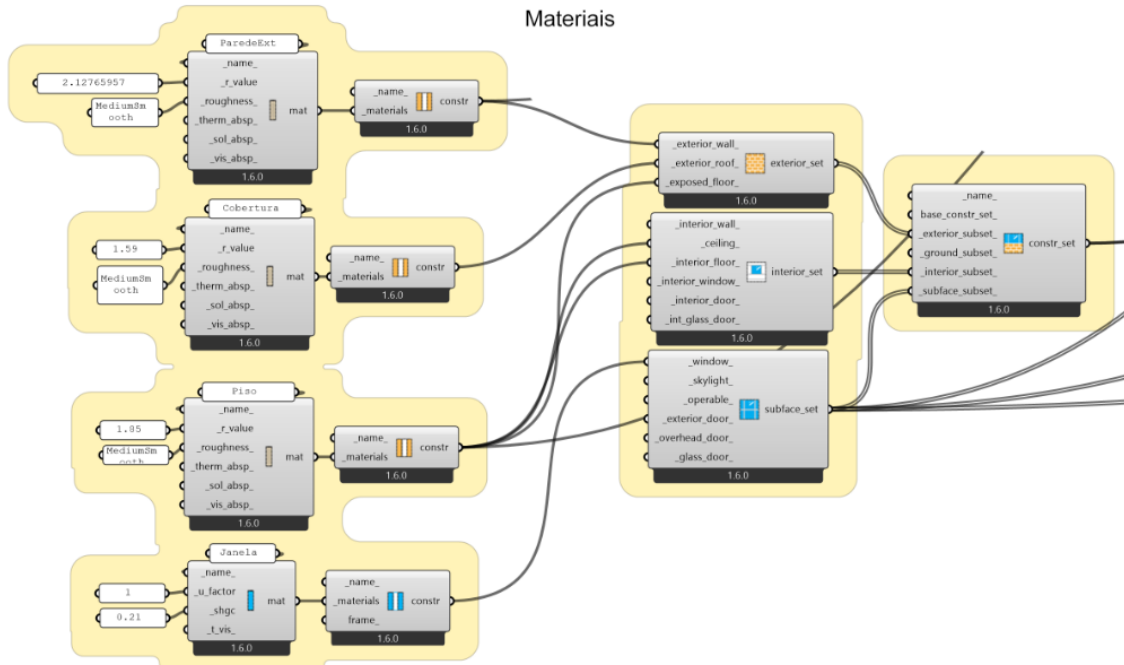 Materiais
ParedeExt
_name_
2.12765957
_r_value
MediumSm
ooth
_roughness_
_therm_absp_
_sol_absp_
_vis_absp_
mat
1.6.0
_name_
_materials
constr
1.6.0
Cobertura
_name_
1.59
_r_value
MediumSm
ooth
_roughness_
_therm_absp_
_sol_absp_
_vis_absp_
mat
1.6.0
_name_
_materials
constr
1.6.0
Piso
_name_
1.85
_r_value
MediumSm
ooth
_roughness_
_therm_absp_
_sol_absp_
_vis_absp_
mat
1.6.0
_name_
_materials
constr
1.6.0
Janela
_name_
1
_u_factor
0.21
_shgc
_t_vis_
mat
1.6.0
_name_
_materials
frame_
constr
1.6.0
_exterior_wall_
_exterior_roof_
_exposed_floor_
exterior_set
1.6.0
_interior_wall_
_ceiling_
_interior_floor_
_interior_window_
_interior_door_
_int_glass_door_
interior_set
1.6.0
_window_
_skylight_
_operable_
_exterior_door_
_overhead_door_
_glass_door_
subface_set
1.6.0
_name_
base_constr_set_
_exterior_subset_
_ground_subset_
_interior_subset_
_subface_subset_
constr_set
1.6.0